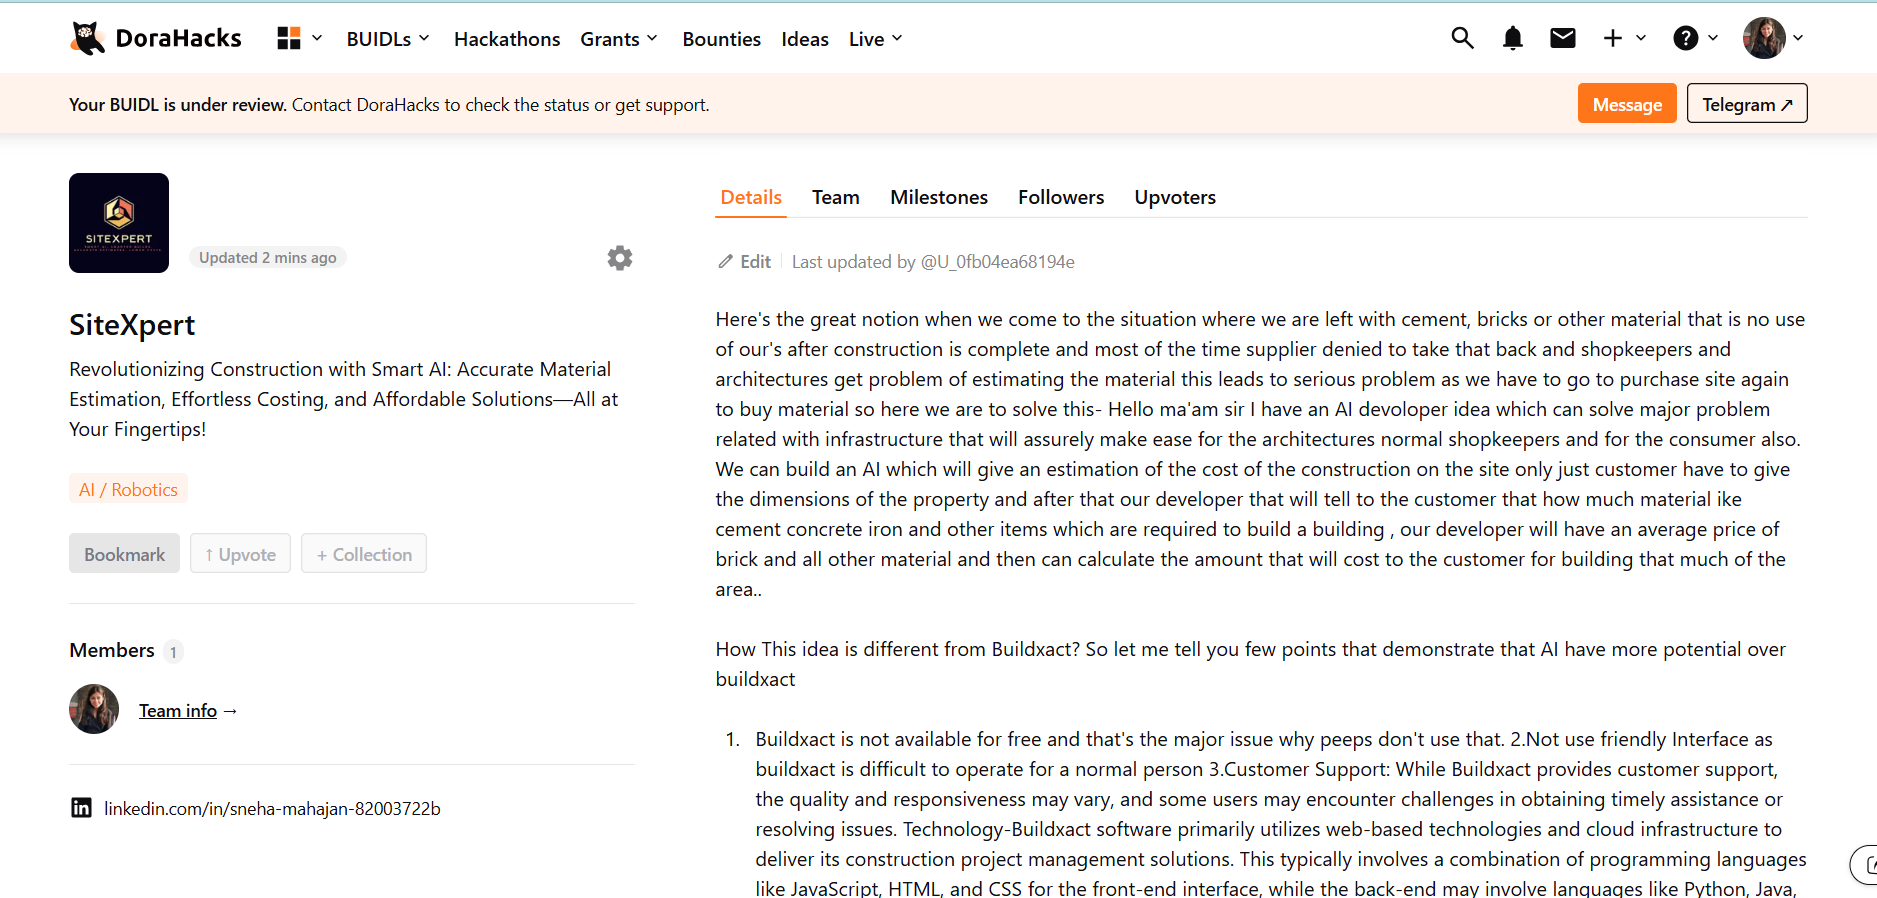 DoraHacks BUIDLs Hackathons Grants Bounties Ideas Live
Your BUIDL is under review. Contact DoraHacks to check the status or get support. Message Telegram ↗
SITEXPERT
Updated 2 mins ago
SiteXpert
Revolutionizing Construction with Smart AI: Accurate Material
Estimation, Effortless Costing, and Affordable Solutions—All at
Your Fingertips!
AI / Robotics
Bookmark ↑ Upvote + Collection
Members 1
Team info →
linkedin.com/in/sneha-mahajan-82003722b
Details Team Milestones Followers Upvoters
Edit Last updated by @U_0fb04ea68194e
Here's the great notion when we come to the situation where we are left with cement, bricks or other material that is no use
of our's after construction is complete and most of the time supplier denied to take that back and shopkeepers and
architectures get problem of estimating the material this leads to serious problem as we have to go to purchase site again
to buy material so here we are to solve this- Hello ma'am sir I have an AI devoloper idea which can solve major problem
related with infrastructure that will assurely make ease for the architectures normal shopkeepers and for the consumer also.
We can build an AI which will give an estimation of the cost of the construction on the site only just customer have to give
the dimensions of the property and after that our developer that will tell to the customer that how much material ike
cement concrete iron and other items which are required to build a building , our developer will have an average price of
brick and all other material and then can calculate the amount that will cost to the customer for building that much of the
area..
How This idea is different from Buildxact? So let me tell you few points that demonstrate that AI have more potential over
buildxact
1. Buildxact is not available for free and that's the major issue why peeps don't use that. 2.Not use friendly Interface as
buildxact is difficult to operate for a normal person 3.Customer Support: While Buildxact provides customer support,
the quality and responsiveness may vary, and some users may encounter challenges in obtaining timely assistance or
resolving issues. Technology-Buildxact software primarily utilizes web-based technologies and cloud infrastructure to
deliver its construction project management solutions. This typically involves a combination of programming languages
like JavaScript, HTML, and CSS for the front-end interface, while the back-end may involve languages like Python, Java,